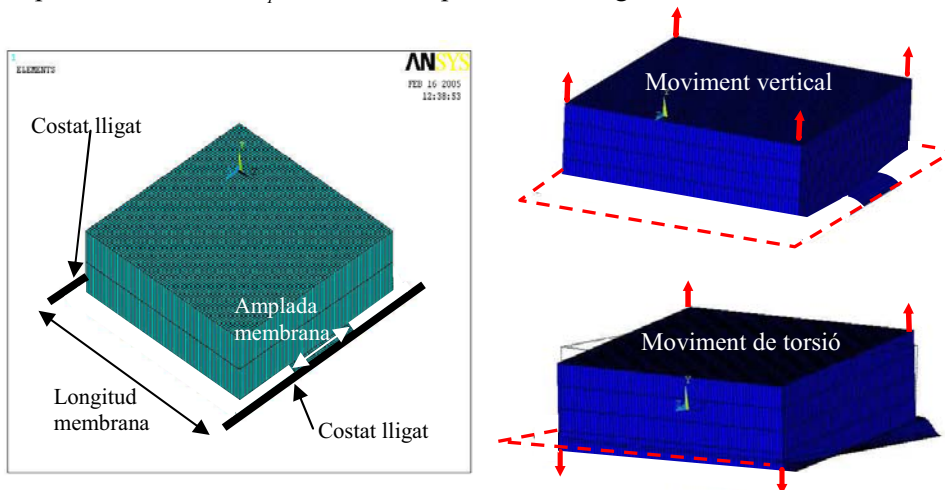 1
ELEMENTS
ANSYS
FEB 16 2005
12:38:53
Costat lligat
Amplada
membrana
Longitud
membrana
Costat lligat
Moviment vertical
Moviment de torsió